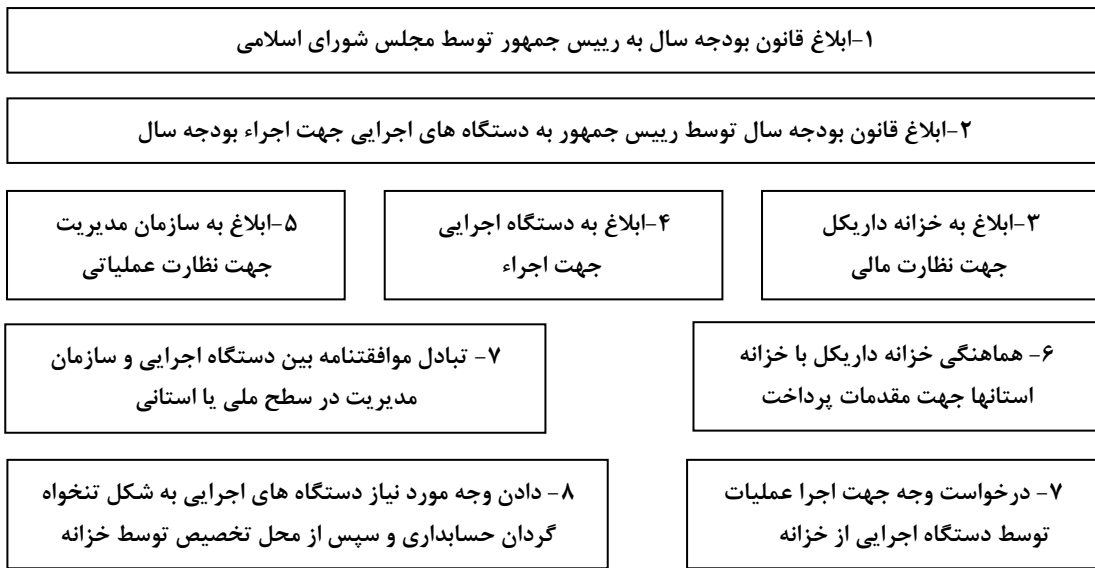 ۱-ابلاغ قانون بودجه سال به رییس جمهور توسط مجلس شورای اسلامی
۲-ابلاغ قانون بودجه سال توسط رییس جمهور به دستگاه های اجرایی جهت اجراء بودجه سال
۳-ابلاغ به خزانه داریکل
جهت نظارت مالی
۴-ابلاغ به دستگاه اجرایی
جهت اجراء
۵-ابلاغ به سازمان مدیریت
جهت نظارت عملیاتی
۶- هماهنگی خزانه داریکل با خزانه
استانها جهت مقدمات پرداخت
۷- تبادل موافقتنامه بین دستگاه اجرایی و سازمان
مدیریت در سطح ملی یا استانی
۷- درخواست وجه جهت اجرا عملیات
توسط دستگاه اجرایی از خزانه
۸- دادن وجه مورد نیاز دستگاه های اجرایی به شکل تنخواه
گردان حسابداری و سپس از محل تخصیص توسط خزانه